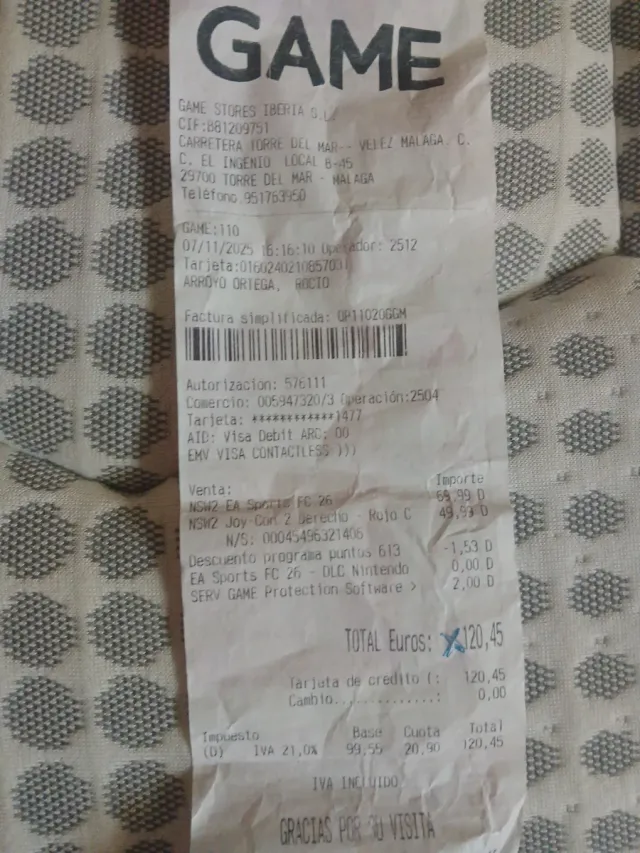 GAME
GAME STORES IBERIA S.L/
CIF:B81209751
CARRETERA TORRE DEL MAR-- VELEZ MALAGA, C.
C. EL INGENIO LOCAL B-45
29700 TORRE DEL MAR - MALAGA
Teléfono 951763950
GAME:110
07/11/2025 16:16:10 Operador: 2512
Tarjeta:0160240210857031
ARROYO ORTEGA, ROCIO
Factura simplificada: OP11020GGM
Autorización: 576111
Comercio: 005947320/3 Operación:2504
Tarjeta: ************1477
AID: Visa Debit ARC: 00
EMV VISA CONTACTLESS )))
Venta: Importe
NSW2 EA Sports FC 26 69,99 D
NSW2 Joy-Con 2 Derecho - Rojo C 49,99 D
N/S: 00045496321406
Descuento programa puntos 613 -1,53 D
EA Sports FC 26 - DLC Nintendo 0,00 D
SERV GAME Protection Software > 2,00 D
TOTAL Euros: 120,45
Tarjeta de crédito (: 120,45
Cambio..............: 0,00
Impuesto Base Cuota Total
(D) IVA 21,0% 99,55 20,90 120,45
IVA INCLUIDO
GRACIAS POR SU VISITA